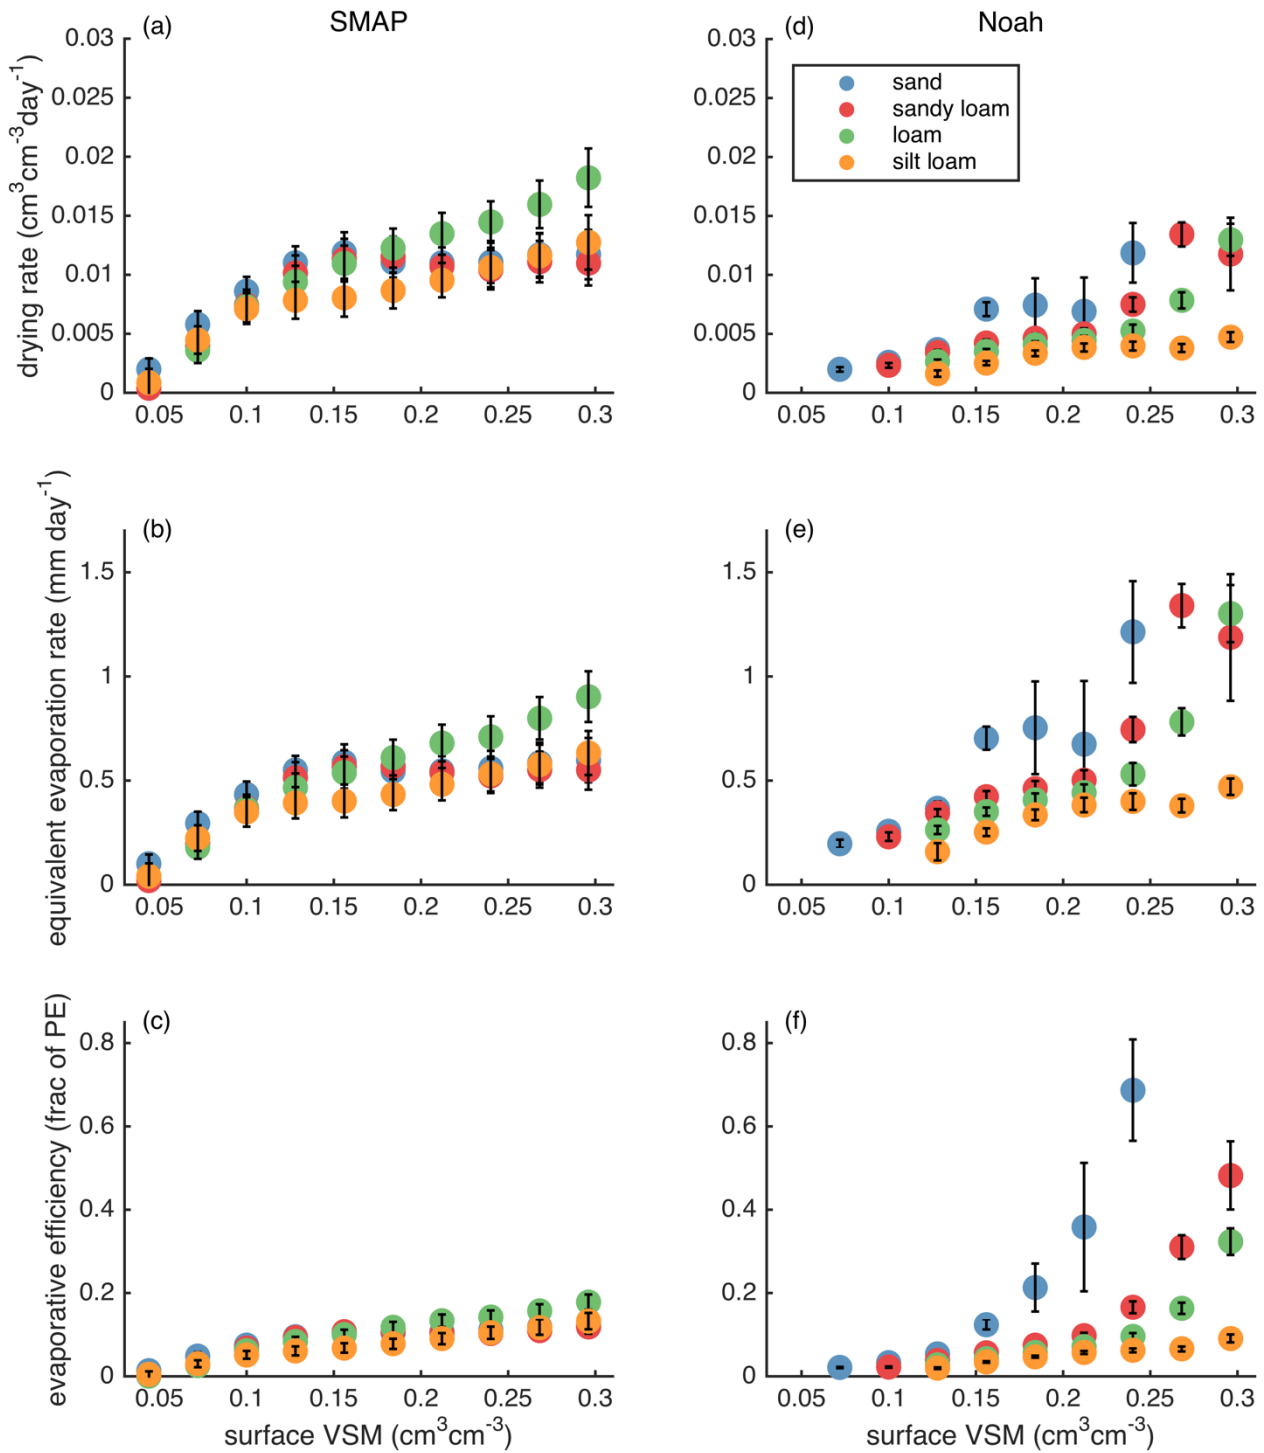 SMAP
Noah
(a)
(d)
drying rate (cm³cm⁻³day⁻¹)
0.03
0.025
0.02
0.015
0.01
0.005
0
0.05 0.1 0.15 0.2 0.25 0.3
0.03
0.025
0.02
0.015
0.01
0.005
0
sand
sandy loam
loam
silt loam
0.05 0.1 0.15 0.2 0.25 0.3
(b)
(e)
equivalent evaporation rate (mm day⁻¹)
1.5
1
0.5
0
0.05 0.1 0.15 0.2 0.25 0.3
1.5
1
0.5
0
0.05 0.1 0.15 0.2 0.25 0.3
(c)
(f)
evaporative efficiency (frac of PE)
0.8
0.6
0.4
0.2
0
0.05 0.1 0.15 0.2 0.25 0.3
surface VSM (cm³cm⁻³)
0.8
0.6
0.4
0.2
0
0.05 0.1 0.15 0.2 0.25 0.3
surface VSM (cm³cm⁻³)